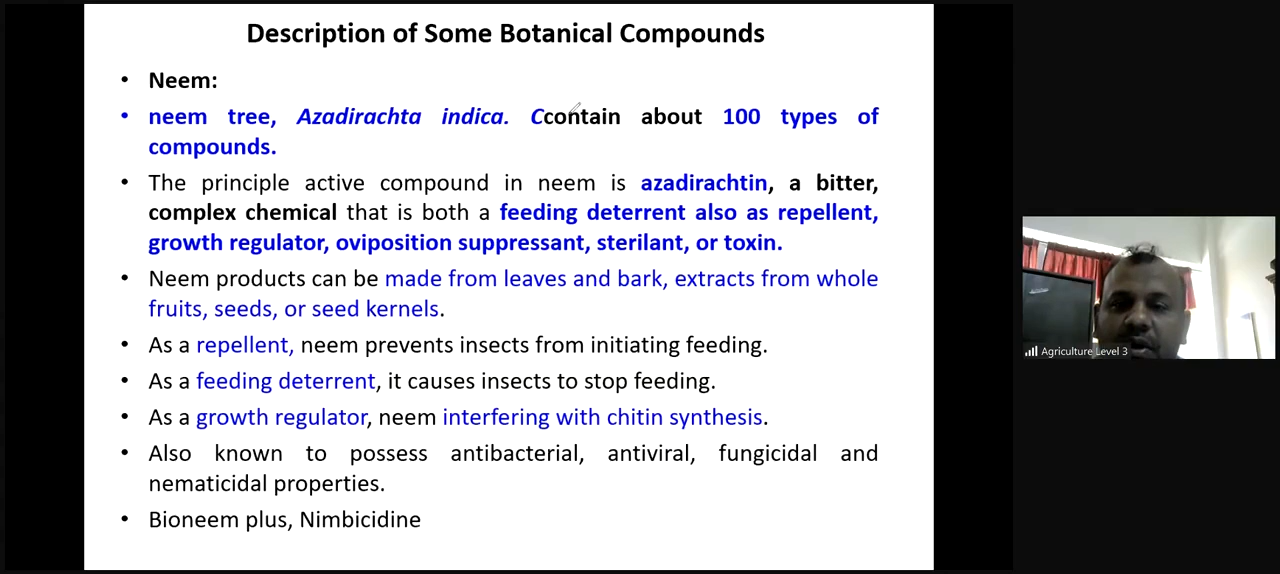 Description of Some Botanical Compounds
• Neem:
• neem tree, Azadirachta indica. Ccontain about 100 types of
compounds.
• The principle active compound in neem is azadirachtin, a bitter,
complex chemical that is both a feeding deterrent also as repellent,
growth regulator, oviposition suppressant, sterilant, or toxin.
• Neem products can be made from leaves and bark, extracts from whole
fruits, seeds, or seed kernels.
• As a repellent, neem prevents insects from initiating feeding.
• As a feeding deterrent, it causes insects to stop feeding.
• As a growth regulator, neem interfering with chitin synthesis.
• Also known to possess antibacterial, antiviral, fungicidal and
nematicidal properties.
• Bioneem plus, Nimbicidine
Agriculture Level 3